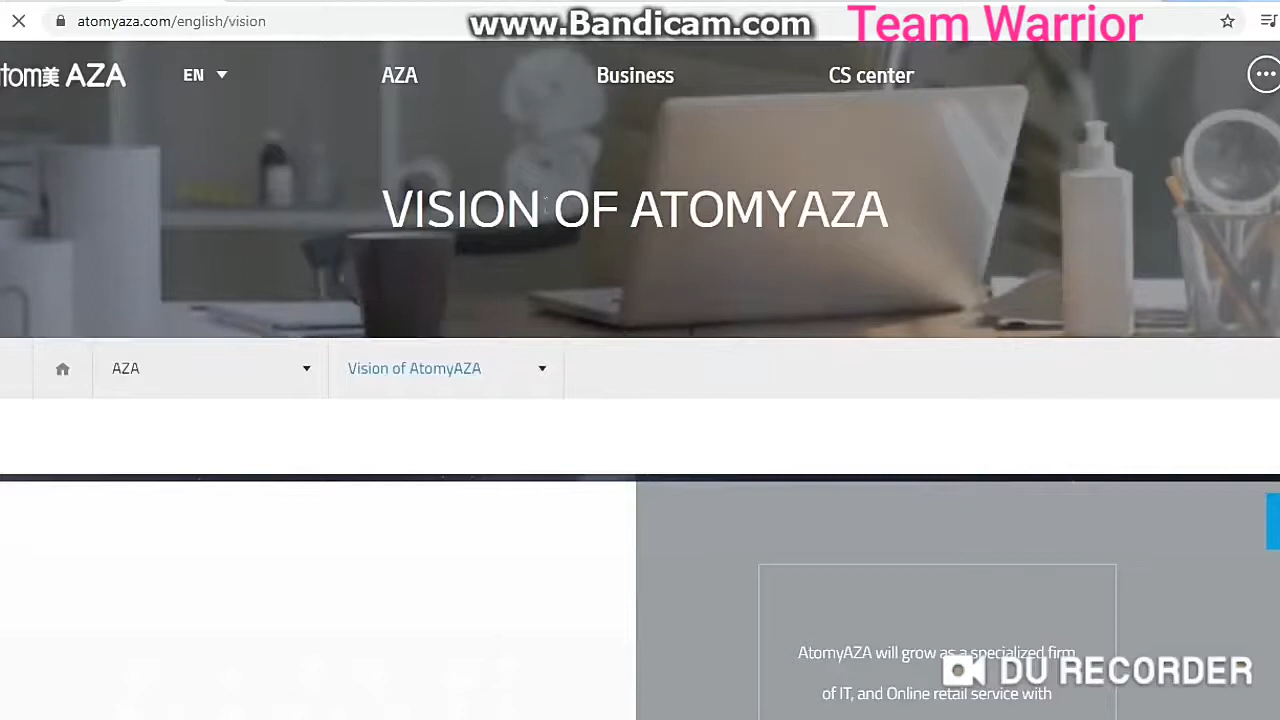 atomyaza.com/english/vision
www.Bandicam.com
Team Warrior
tom美 AZA
EN
AZA
Business
CS center
VISION OF ATOMYAZA
AZA
Vision of AtomyAZA
AtomyAZA will grow as a specialized firm
of IT, and Online retail service with
DU RECORDER